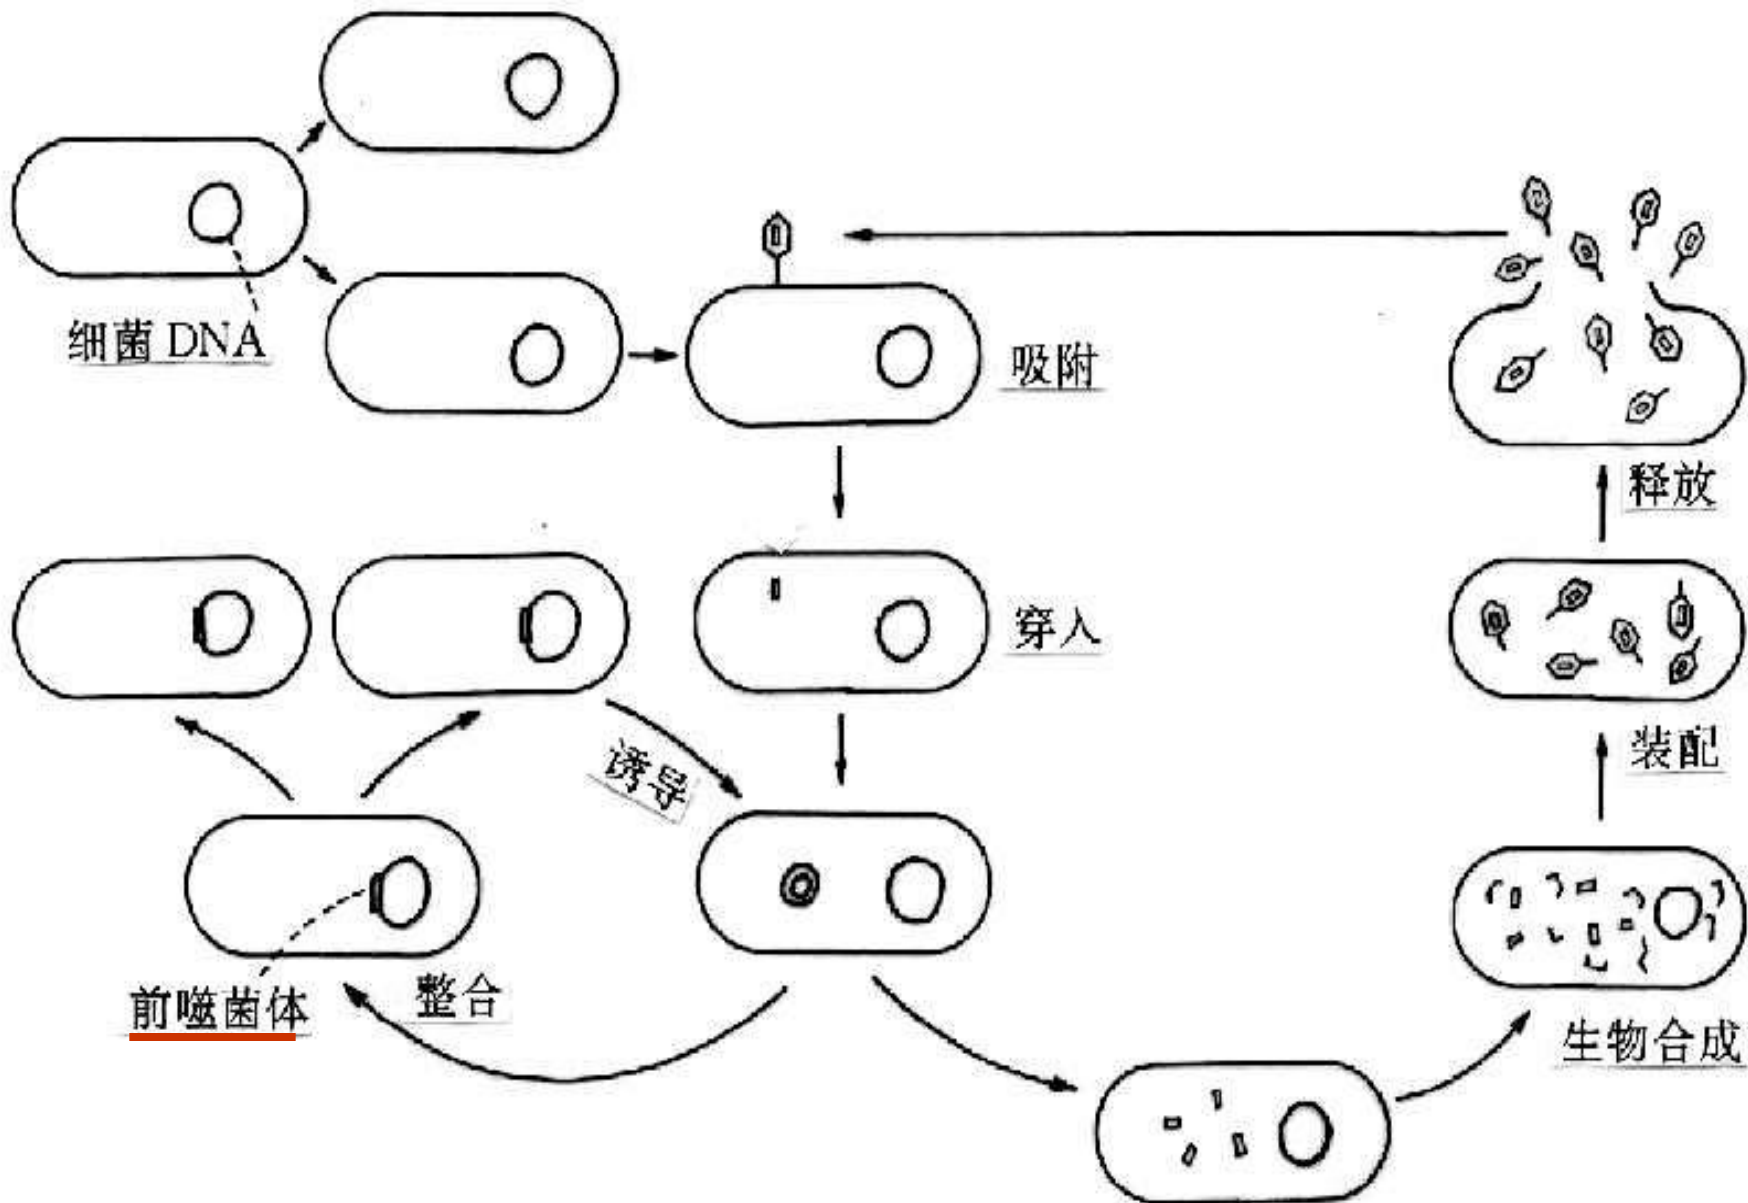 细菌 DNA
吸附
释放
穿入
诱导
装配
前噬菌体
整合
生物合成